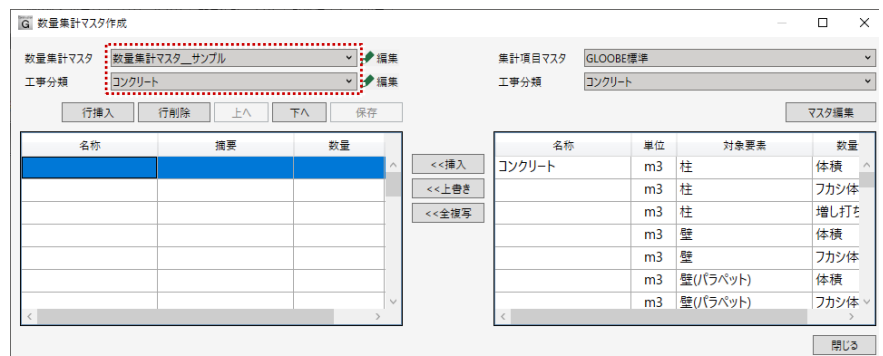 G 数量集計マスタ作成
数量集計マスタ 数量集計マスタ__サンプル 編集 集計項目マスタ GLOOBE標準
工事分類 コンクリート 編集 工事分類 コンクリート
行挿入 行削除 上へ 下へ 保存 マスタ編集
名称 摘要 数量 名称 単位 対象要素 数量
<<挿入 コンクリート m3 柱 体積
<<上書き m3 柱 フカシ体
<<全複写 m3 柱 増し打ち
m3 壁 体積
m3 壁 フカシ体
m3 壁(パラペット) 体積
m3 壁(パラペット) フカシ体
閉じる